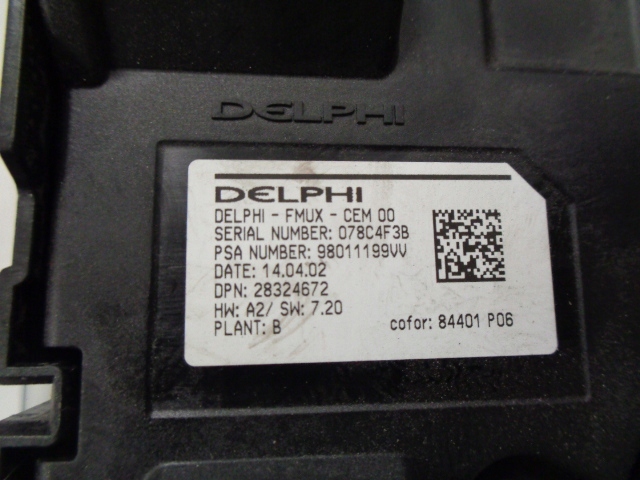 DELPHI
DELPHI
DELPHI - FMUX - CEM 00
SERIAL NUMBER: 078C4F3B
PSA NUMBER: 98011199VV
DATE: 14.04.02
DPN: 28324672
HW: A2/ SW: 7.20
PLANT: B
cofor: 84401 P06